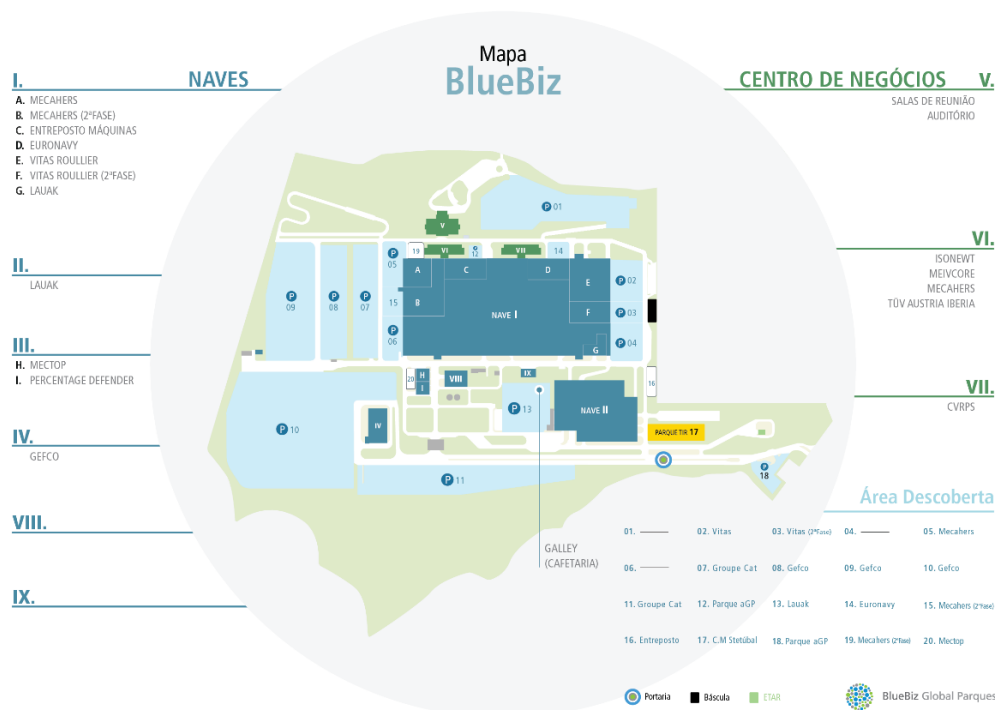 Mapa
BlueBiz
I. NAVES
A. MECAHERS
B. MECAHERS (2ªFASE)
C. ENTREPOSTO MÁQUINAS
D. EURONAVY
E. VITAS ROULLIER
F. VITAS ROULLIER (2ªFASE)
G. LAUAK
II.
LAUAK
III.
H. MECTOP
I. PERCENTAGE DEFENDER
IV.
GEFCO
VIII.
IX.
CENTRO DE NEGÓCIOS V.
SALAS DE REUNIÃO
AUDITÓRIO
VI.
ISONEWT
MEIVCORE
MECAHERS
TÜV AUSTRIA IBERIA
VII.
CVRPS
P 01
V
19
VI
P
12
VII
14
P
05
A
C
D
E
P 02
P
09
P
08
P
07
15
B
NAVE I
F
P 03
P
06
G
P 04
20
H
I
VIII
IX
16
P 13
NAVE II
P 10
IV
PARQUE TIR 17
P 11
P
18
GALLEY
(CAFETARIA)
Área Descoberta
01. 02. Vitas 03. Vitas (2ªFase) 04. 05. Mecahers
06. 07. Groupe Cat 08. Gefco 09. Gefco 10. Gefco
11. Groupe Cat 12. Parque aGP 13. Lauak 14. Euronavy 15. Mecahers (2ªFase)
16. Entreposto 17. C.M Stetúbal 18. Parque aGP 19. Mecahers (2ªFase) 20. Mectop
Portaria Báscula ETAR BlueBiz Global Parques